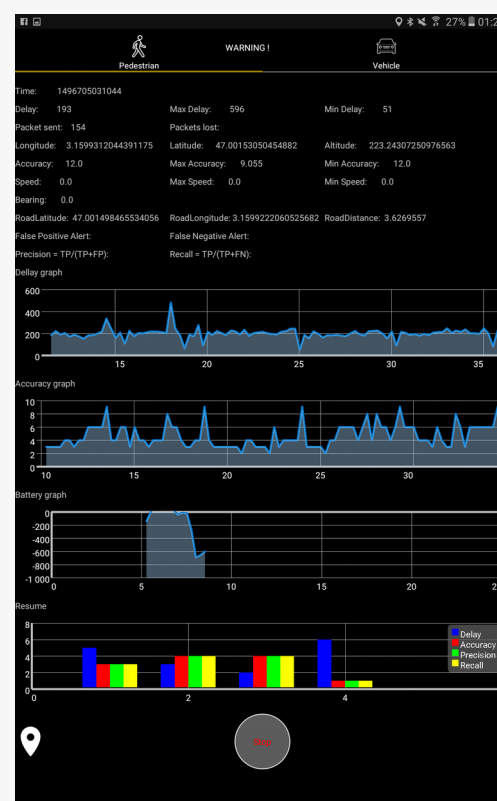 27% 01:2
WARNING !
Pedestrian Vehicle
Time: 1496705031044
Delay: 193 Max Delay: 596 Min Delay: 51
Packet sent: 154 Packets lost:
Longitude: 3.1599312044391175 Latitude: 47.00153050454882 Altitude: 223.24307250976563
Accuracy: 12.0 Max Accuracy: 9.055 Min Accuracy: 12.0
Speed: 0.0 Max Speed: 0.0 Min Speed: 0.0
Bearing: 0.0
RoadLatitude: 47.001498465534056 RoadLongitude: 3.1599222060525682 RoadDistance: 3.6269557
False Positive Alert: False Negative Alert:
Precision = TP/(TP+FP): Recall = TP/(TP+FN):
Dellay graph
600
400
200
0
15 20 25 30 35
Accuracy graph
10
8
6
4
2
0
10 15 20 25 30
Battery graph
0
-200
-400
-600
-800
-1 000
0 5 10 15 20 2
Resume
8
6
4
2
0
0 2 4
Delay
Accuracy
Precision
Recall
Stop